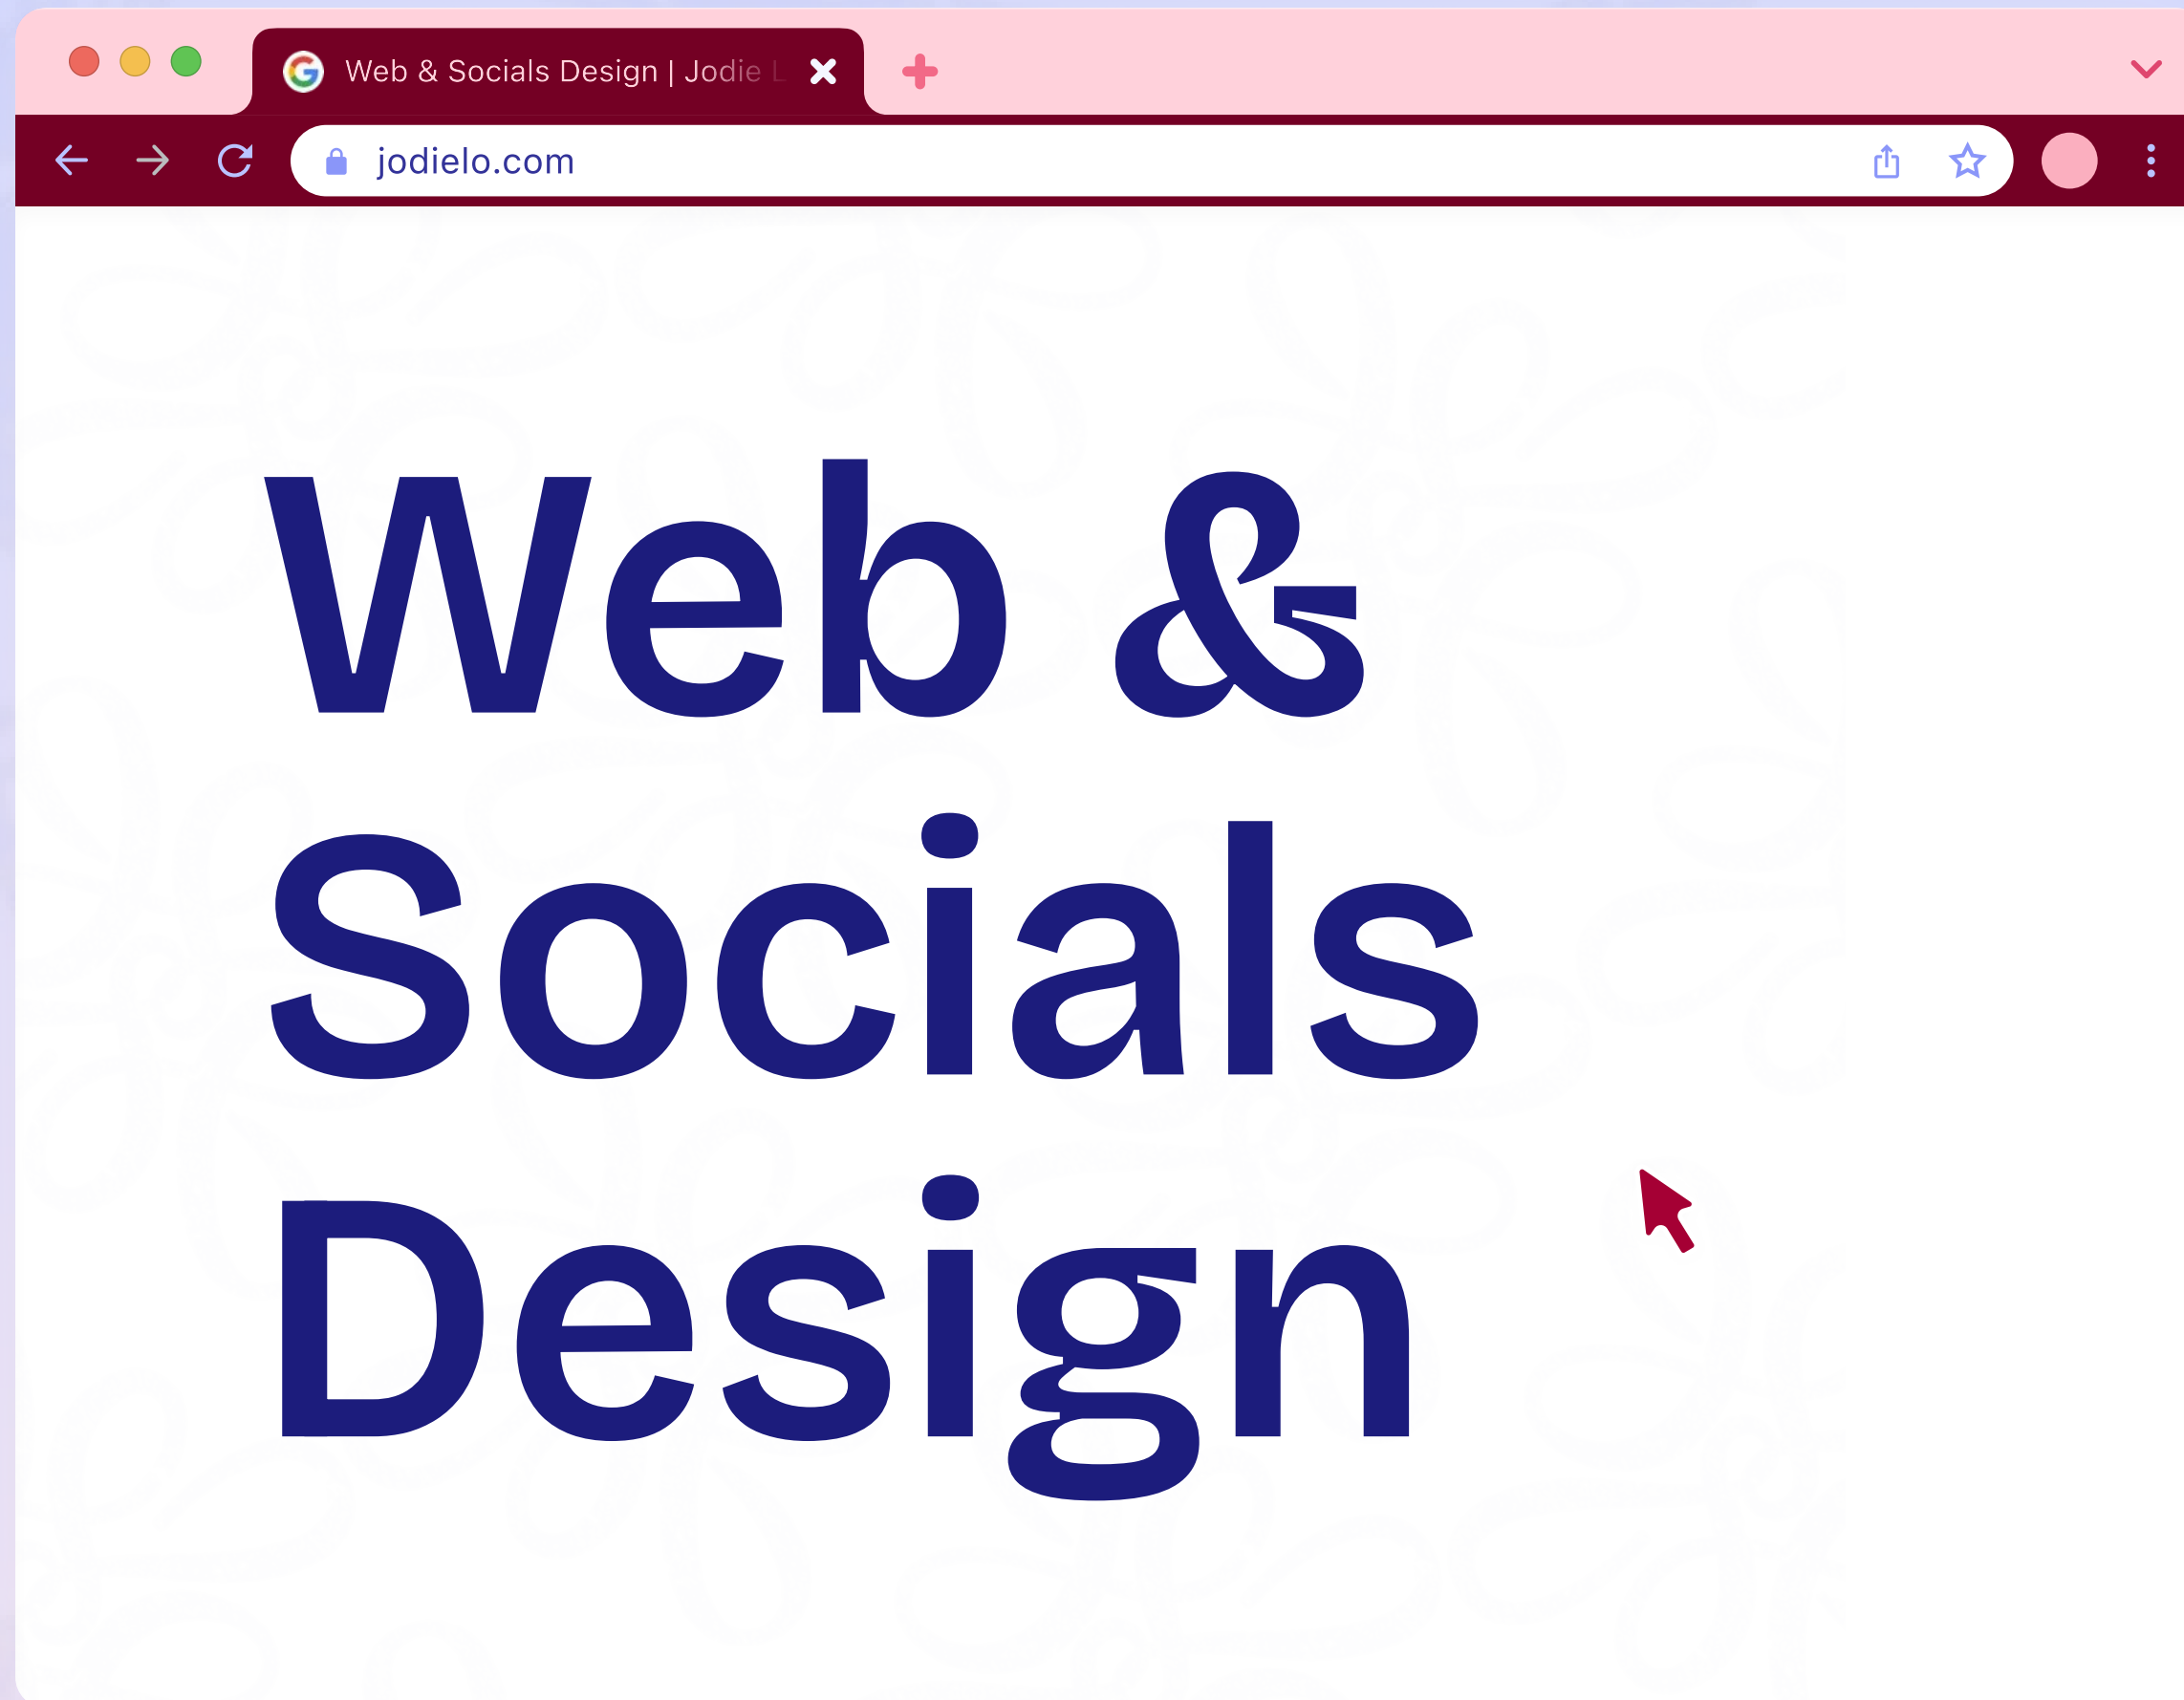 Web & Socials Design | Jodie L
jodielo.com
Web &
Socials
Design